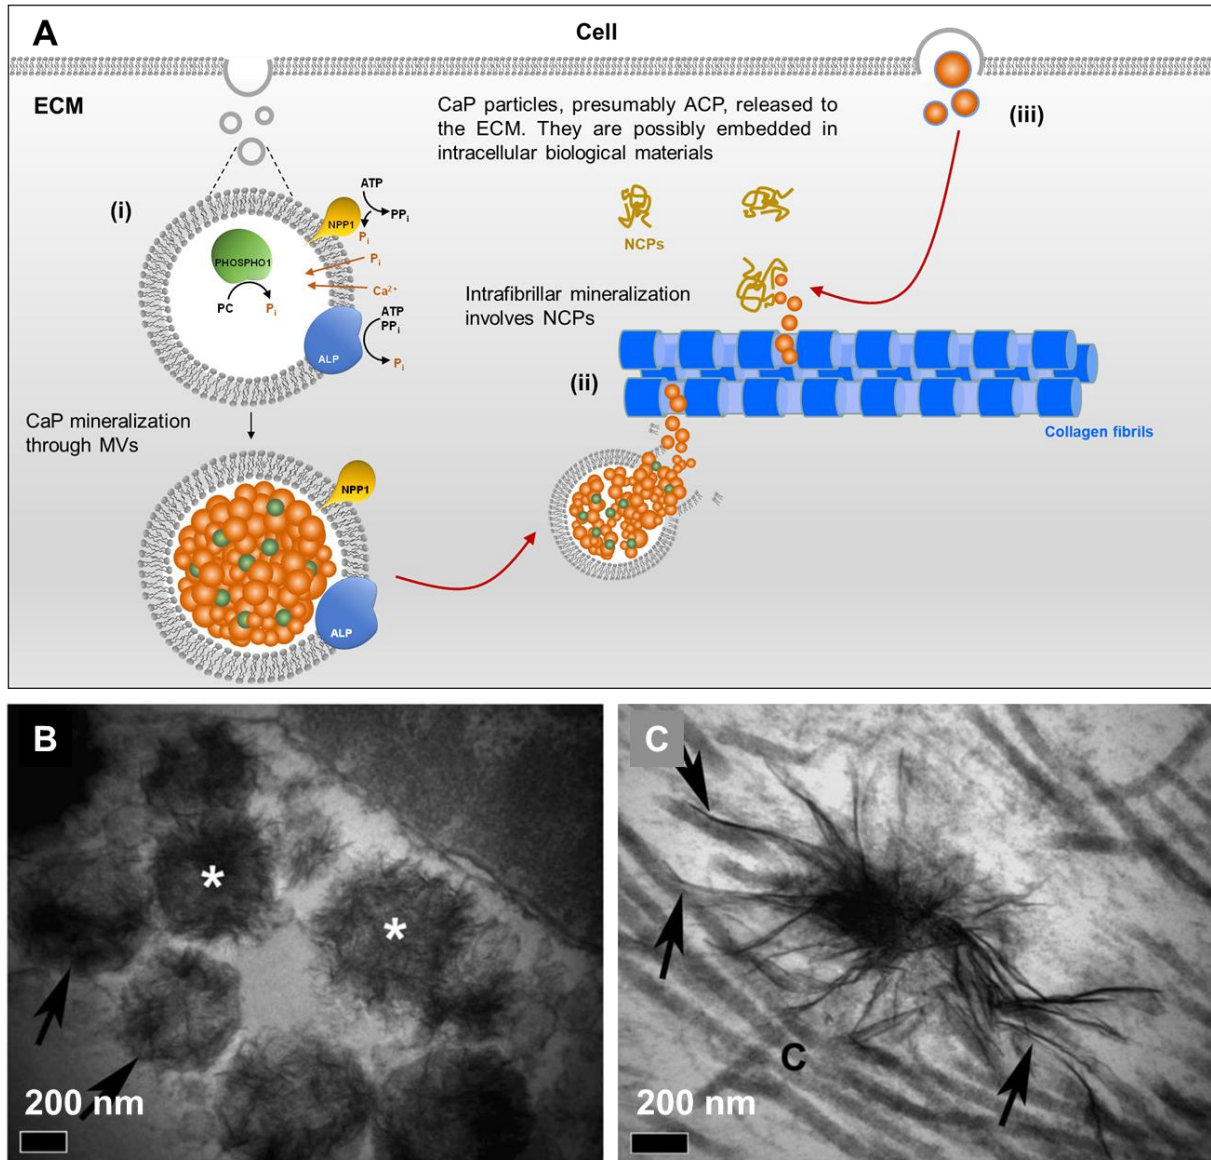 A
Cell
ECM
CaP particles, presumably ACP, released to
the ECM. They are possibly embedded in
intracellular biological materials
(iii)
(i)
ATP
PPi
NPP1
Pi
Pi
Ca2+
PHOSPHO1
PC
Pi
ATP
PPi
ALP
Pi
NCPs
Intrafibrillar mineralization
involves NCPs
(ii)
Collagen fibrils
CaP mineralization
through MVs
NPP1
ALP
B
*
*
200 nm
C
C
200 nm